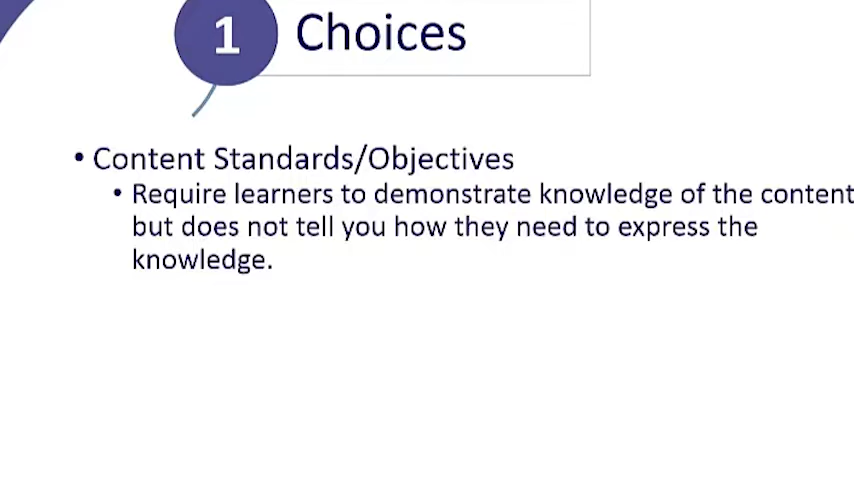 1 Choices
• Content Standards/Objectives
• Require learners to demonstrate knowledge of the content
but does not tell you how they need to express the
knowledge.